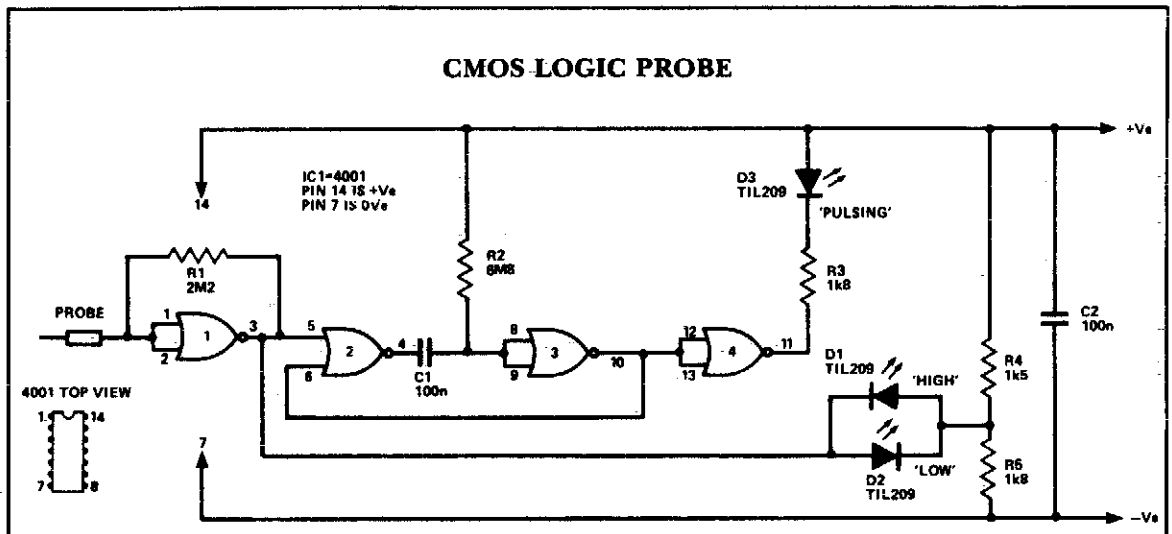 CMOS LOGIC PROBE
+Ve
IC1=4001
PIN 14 IS +Ve
PIN 7 IS 0Ve
14
D3
TIL209
'PULSING'
R1
2M2
R2
6M8
R3
1k8
PROBE
1
2
1
3
5
6
2
4
C1
100n
8
9
3
10
12
13
4
11
C2
100n
D1
TIL209
'HIGH'
R4
1k5
4001 TOP VIEW
1
14
7
8
7
'LOW'
D2
TIL209
R5
1k8
–Ve